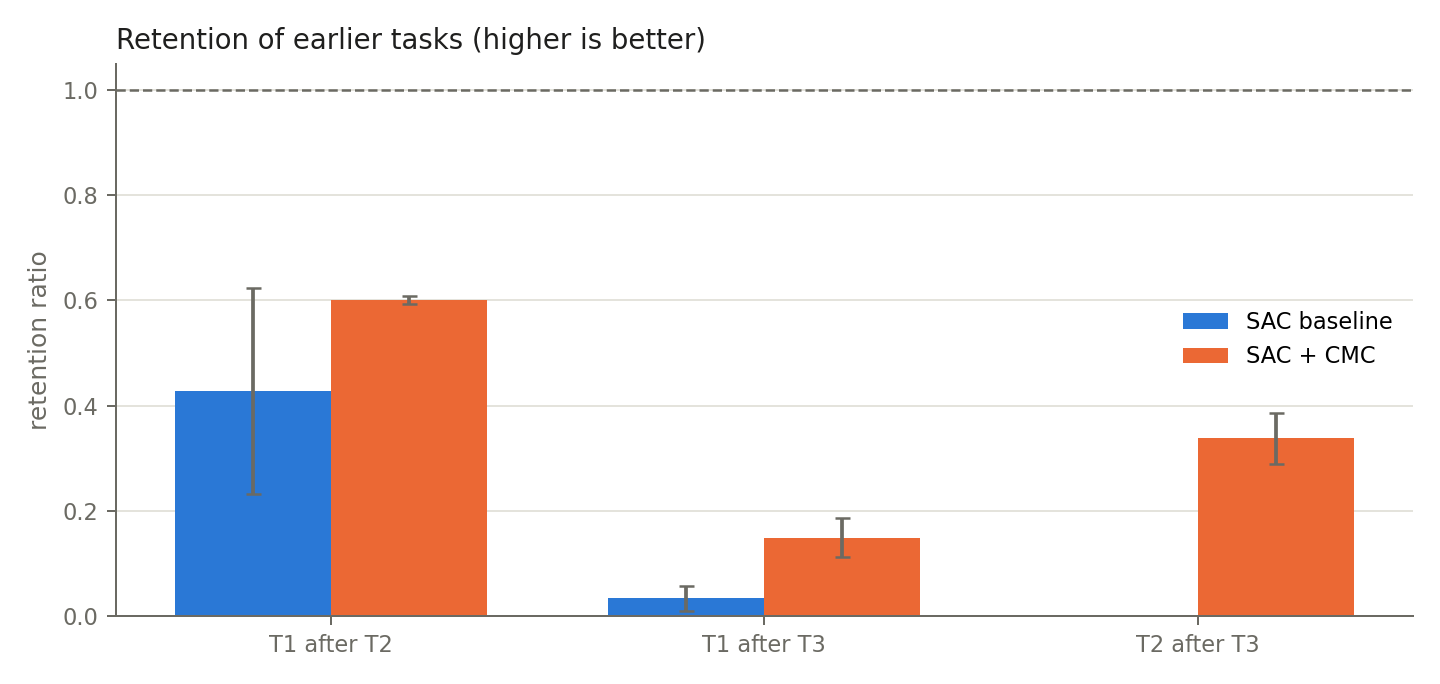 Retention of earlier tasks (higher is better)
retention ratio
1.0
0.8
0.6
0.4
0.2
0.0
SAC baseline
SAC + CMC
T1 after T2
T1 after T3
T2 after T3